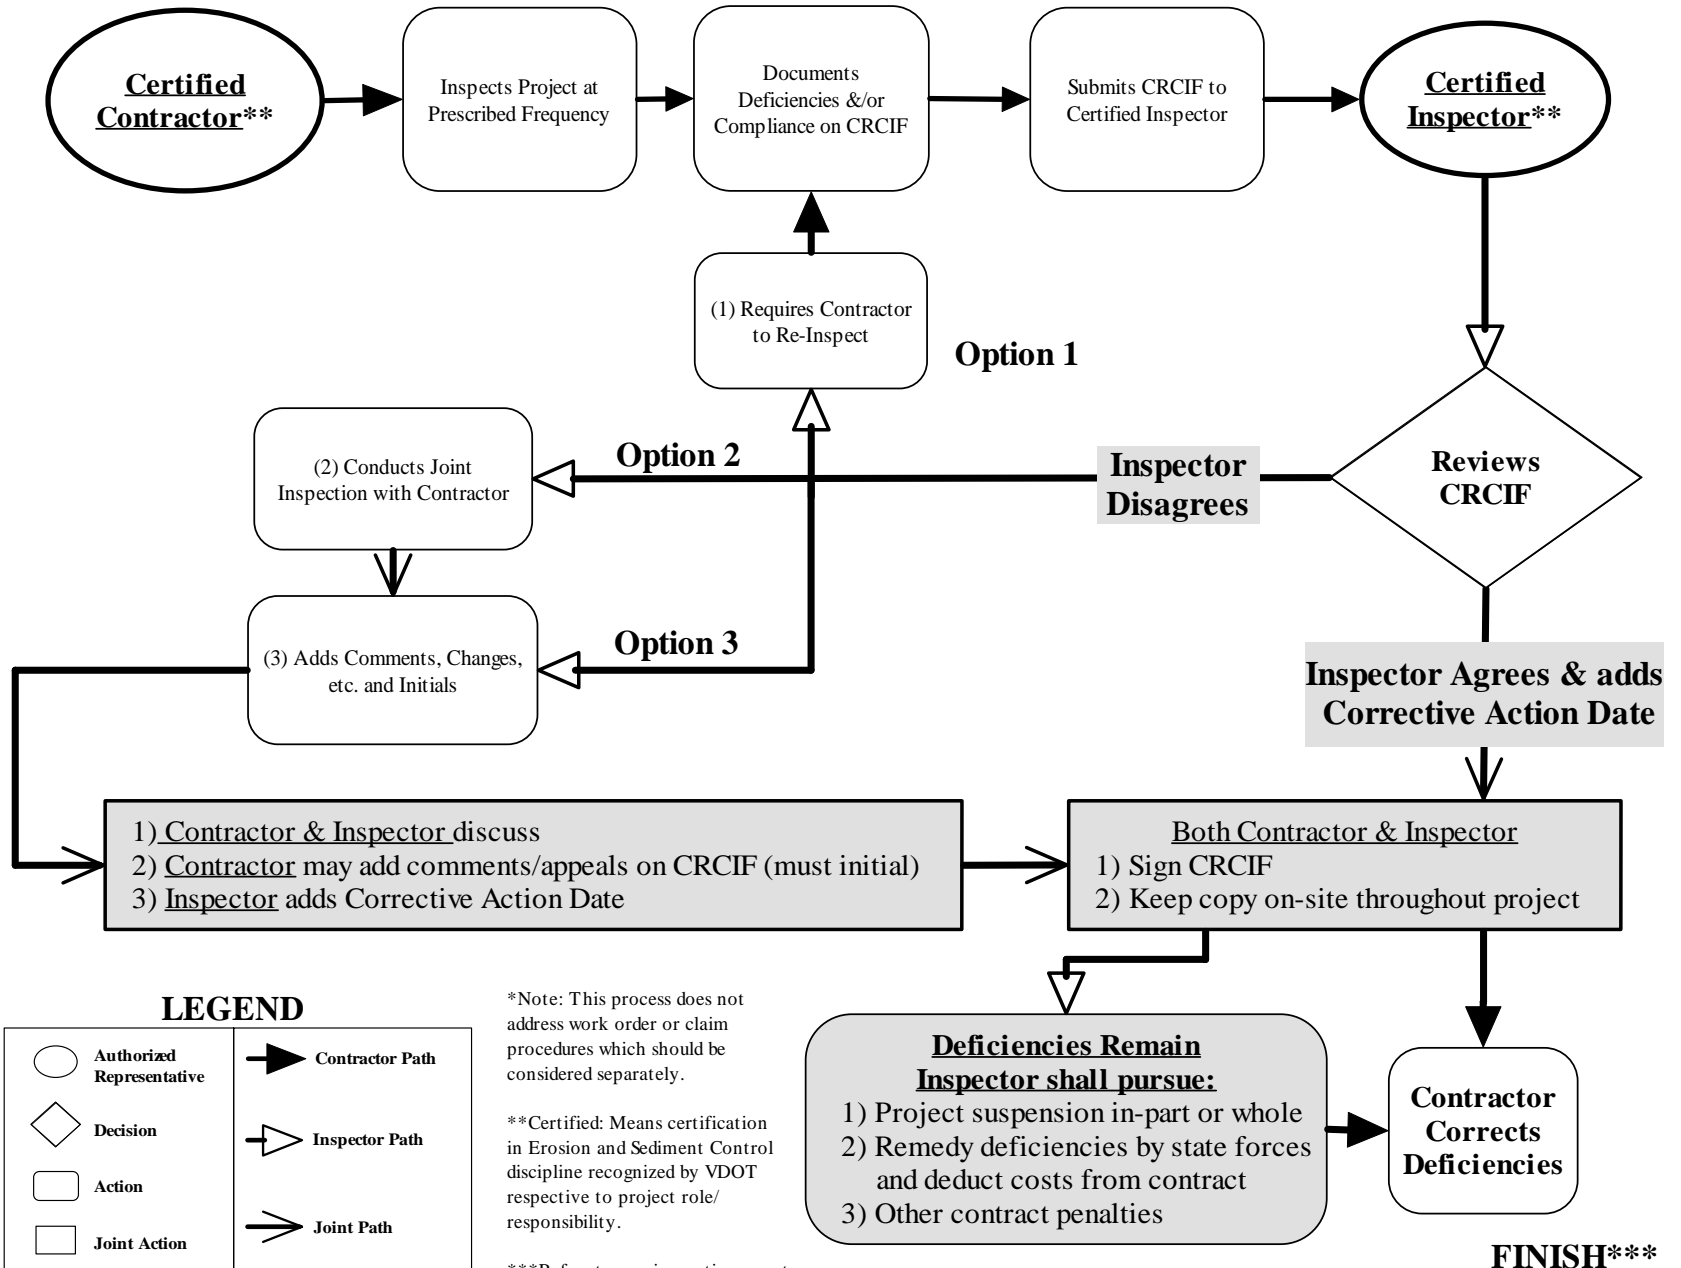 Certified
Contractor**
Inspects Project at
Prescribed Frequency
Documents
Deficiencies &/or
Compliance on CRCIF
Submits CRCIF to
Certified Inspector
Certified
Inspector**
(1) Requires Contractor
to Re-Inspect
Option 1
(2) Conducts Joint
Inspection with Contractor
Option 2
Inspector
Disagrees
Reviews
CRCIF
(3) Adds Comments, Changes,
etc. and Initials
Option 3
Inspector Agrees & adds
Corrective Action Date
1) Contractor & Inspector discuss
2) Contractor may add comments/appeals on CRCIF (must initial)
3) Inspector adds Corrective Action Date
Both Contractor & Inspector
1) Sign CRCIF
2) Keep copy on-site throughout project
LEGEND
Authorized
Representative
Decision
Action
Joint Action
Contractor Path
Inspector Path
Joint Path
*Note: This process does not
address work order or claim
procedures which should be
considered separately.
**Certified: Means certification
in Erosion and Sediment Control
discipline recognized by VDOT
respective to project role/
responsibility.
Deficiencies Remain
Inspector shall pursue:
1) Project suspension in-part or whole
2) Remedy deficiencies by state forces
and deduct costs from contract
3) Other contract penalties
Contractor
Corrects
Deficiencies
FINISH***